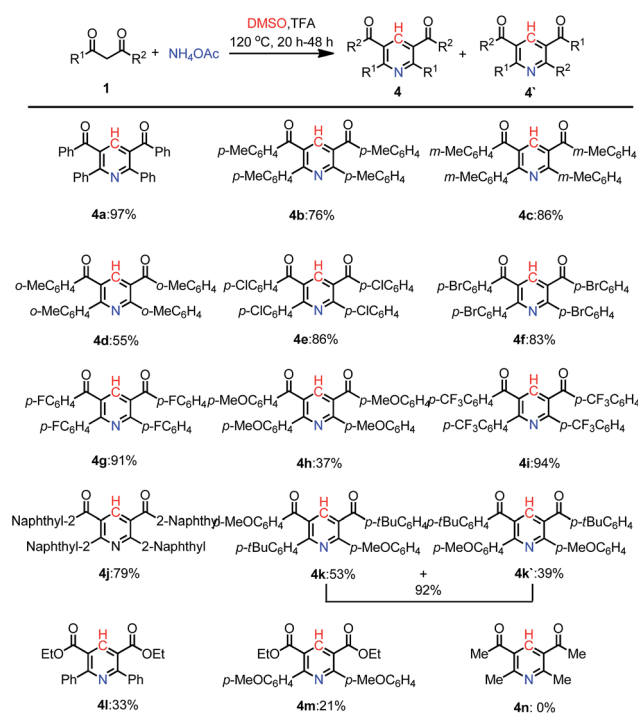 O O
R1 R2
1
+
NH4OAc
DMSO,TFA
120 °C, 20 h-48 h
O H O
R2 C R2
R1 N R1
4
+
O H O
R2 C R1
R1 N R2
4`
O H O
Ph C Ph
Ph N Ph
4a:97%
O H O
p-MeC6H4 C p-MeC6H4
p-MeC6H4 N p-MeC6H4
4b:76%
O H O
m-MeC6H4 C m-MeC6H4
m-MeC6H4 N m-MeC6H4
4c:86%
O H O
o-MeC6H4 C o-MeC6H4
o-MeC6H4 N o-MeC6H4
4d:55%
O H O
p-ClC6H4 C p-ClC6H4
p-ClC6H4 N p-ClC6H4
4e:86%
O H O
p-BrC6H4 C p-BrC6H4
p-BrC6H4 N p-BrC6H4
4f:83%
O H O
p-FC6H4 C p-FC6H4
p-FC6H4 N p-FC6H4
4g:91%
O H O
p-MeOC6H4 C p-MeOC6H4
p-MeOC6H4 N p-MeOC6H4
4h:37%
O H O
p-CF3C6H4 C p-CF3C6H4
p-CF3C6H4 N p-CF3C6H4
4i:94%
O H O
Naphthyl-2 C 2-Naphthyl
Naphthyl-2 N 2-Naphthyl
4j:79%
O H O
p-MeOC6H4 C p-tBuC6H4
p-tBuC6H4 N p-MeOC6H4
4k:53%
+
O H O
p-tBuC6H4 C p-tBuC6H4
p-MeOC6H4 N p-MeOC6H4
4k`:39%
92%
O H O
EtO C OEt
Ph N Ph
4l:33%
O H O
EtO C OEt
p-MeOC6H4 N p-MeOC6H4
4m:21%
O H O
Me C Me
Me N Me
4n: 0%